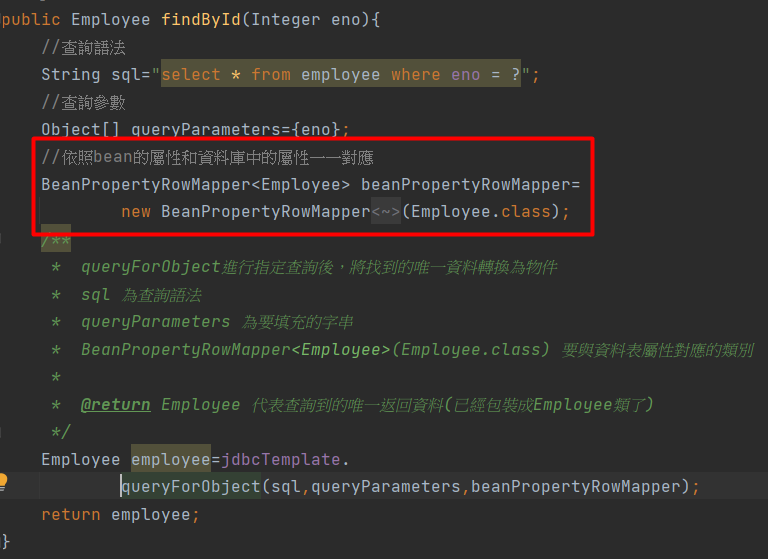 public Employee findById(Integer eno){
//查詢語法
String sql="select * from employee where eno = ?";
//查詢參數
Object[] queryParameters={eno};
//依照bean的屬性和資料庫中的屬性一一對應
BeanPropertyRowMapper<Employee> beanPropertyRowMapper=
new BeanPropertyRowMapper<~>(Employee.class);
/**
* queryForObject進行指定查詢後，將找到的唯一資料轉換為物件
* sql 為查詢語法
* queryParameters 為要填充的字串
* BeanPropertyRowMapper<Employee>(Employee.class) 要與資料表屬性對應的類別
*
* @return Employee 代表查詢到的唯一返回資料(已經包裝成Employee類了)
*/
Employee employee=jdbcTemplate.
queryForObject(sql,queryParameters,beanPropertyRowMapper);
return employee;
}